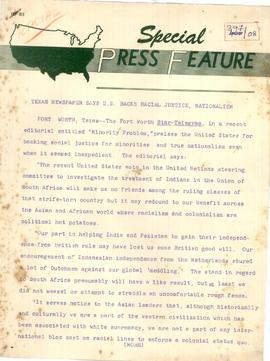 Special
PRESS FEATURE
TEXAS NEWSPAPER SAYS U.S. BACKS RACIAL JUSTICE, NATIONALISM
FORT WORTH, Texas--The Fort Worth Star-Telegram, in a recent
editorial entitled "Minority Problem," praises the United States for
backing social justice for minorities and true nationalism even
when it seemed inexpedient. The editorial says:
"The recent United States vote in the United Nations steering
committee to investigate the treatment of Indians in the Union of
South Africa will make us no friends among the ruling classes of
that strife-torn country but it may redound to our benefit across
the Asian and African world where racialism and colonialism are
political hot potatoes.
"Our part in helping India and Pakistan to gain their independ-
ence from British rule may have lost us some British good will. Our
encouragement of Indonesian independence from the Netherlands soured
a lot of Dutchmen against our global 'meddling.' The stand in regard
to South Africa presumably will have a like result, but at least we
did not weasel or attempt to straddle an uncomfortable rough fence.
"It serves notice to the Asian leaders that, although historically
and culturally we are a part of the Western civilization which has
been associated with white supremacy, we are not a part of any inter-
national bloc cast on racial lines to enforce a colonial status quo.
(MORE)